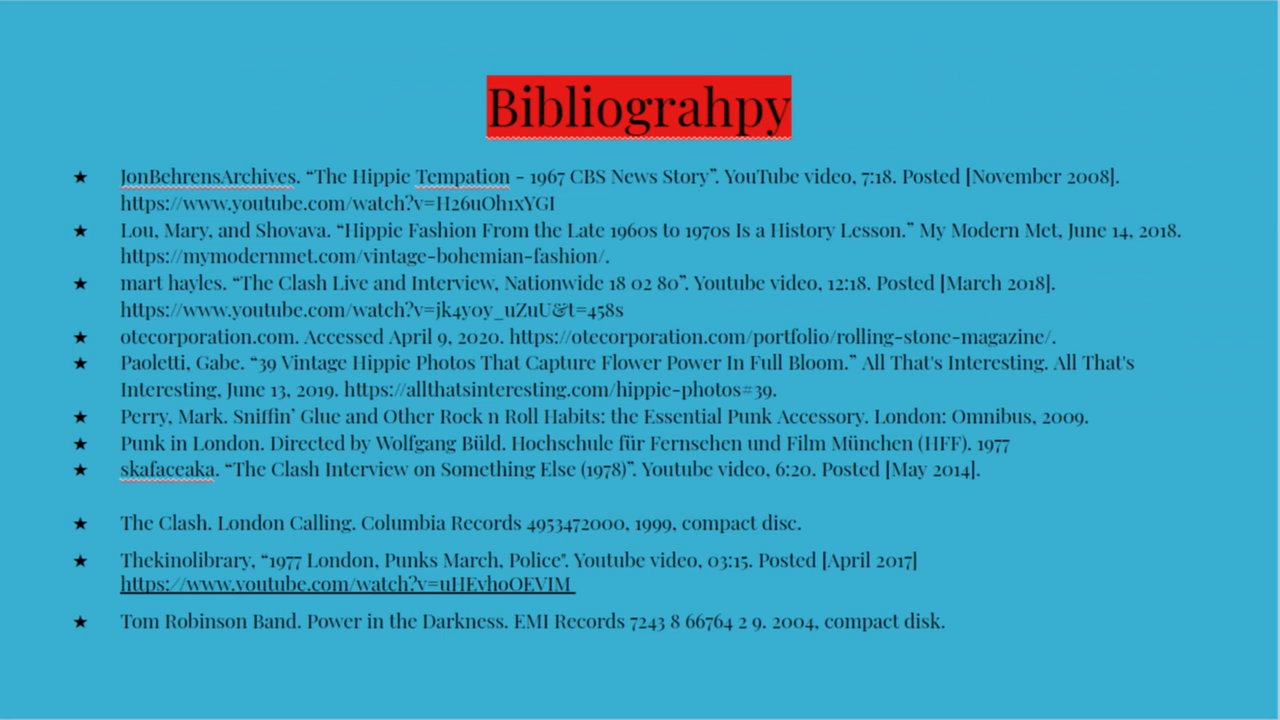 Bibliograhpy
★ JonBehrensArchives. “The Hippie Tempation - 1967 CBS News Story”. YouTube video, 7:18. Posted [November 2008].
https://www.youtube.com/watch?v=H26uOh1xYGI
★ Lou, Mary, and Shovava. “Hippie Fashion From the Late 1960s to 1970s Is a History Lesson.” My Modern Met, June 14, 2018.
https://mymodernmet.com/vintage-bohemian-fashion/.
★ mart hayles. “The Clash Live and Interview, Nationwide 18 02 80”. Youtube video, 12:18. Posted [March 2018].
https://www.youtube.com/watch?v=jk4yoy_uZuU&t=458s
★ otecorporation.com. Accessed April 9, 2020. https://otecorporation.com/portfolio/rolling-stone-magazine/.
★ Paoletti, Gabe. “39 Vintage Hippie Photos That Capture Flower Power In Full Bloom.” All That's Interesting. All That's
Interesting, June 13, 2019. https://allthatsinteresting.com/hippie-photos#39.
★ Perry, Mark. Sniffin’ Glue and Other Rock n Roll Habits: the Essential Punk Accessory. London: Omnibus, 2009.
★ Punk in London. Directed by Wolfgang Büld. Hochschule für Fernsehen und Film München (HFF). 1977
★ skafaceaka. “The Clash Interview on Something Else (1978)”. Youtube video, 6:20. Posted [May 2014].
★ The Clash. London Calling. Columbia Records 4953472000, 1999, compact disc.
★ Thekinolibrary, “1977 London, Punks March, Police". Youtube video, 03:15. Posted [April 2017]
https://www.youtube.com/watch?v=uHEvhoOEVIM
★ Tom Robinson Band. Power in the Darkness. EMI Records 7243 8 66764 2 9. 2004, compact disk.